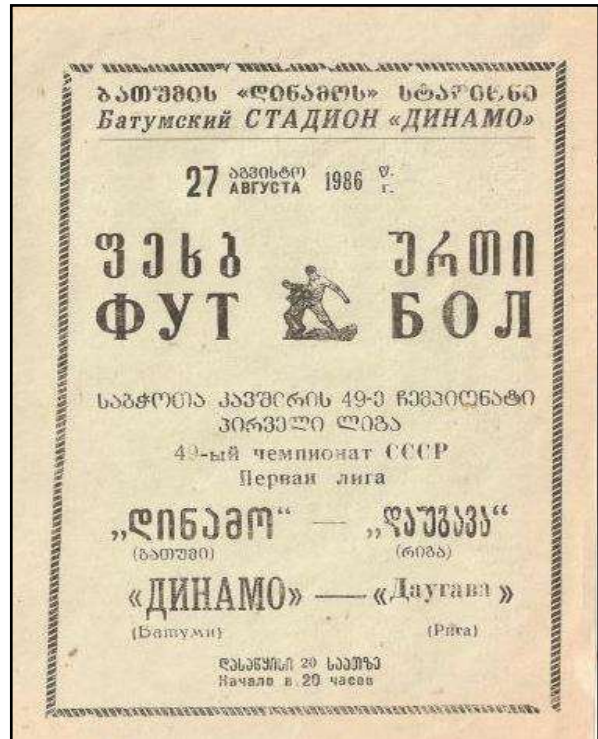 ბათუმის «დინამოს» სტადიონი
Батумский СТАДИОН «ДИНАМО»
27 აგვისტო 1986 წ.
АВГУСТА г.
ფეხბ ურთი
ФУТ БОЛ
საბჭოთა კავშირის 49-ე ჩემპიონატი
პირველი ლიგა
49-ый чемпионат СССР
Первая лига
„დინამო“ — „დაუგავა“
(ბათუმი) (რიგა)
«ДИНАМО» — «Даугава»
(Батуми) (Рига)
დასაწყისი 20 საათზე
Начало в 20 часов